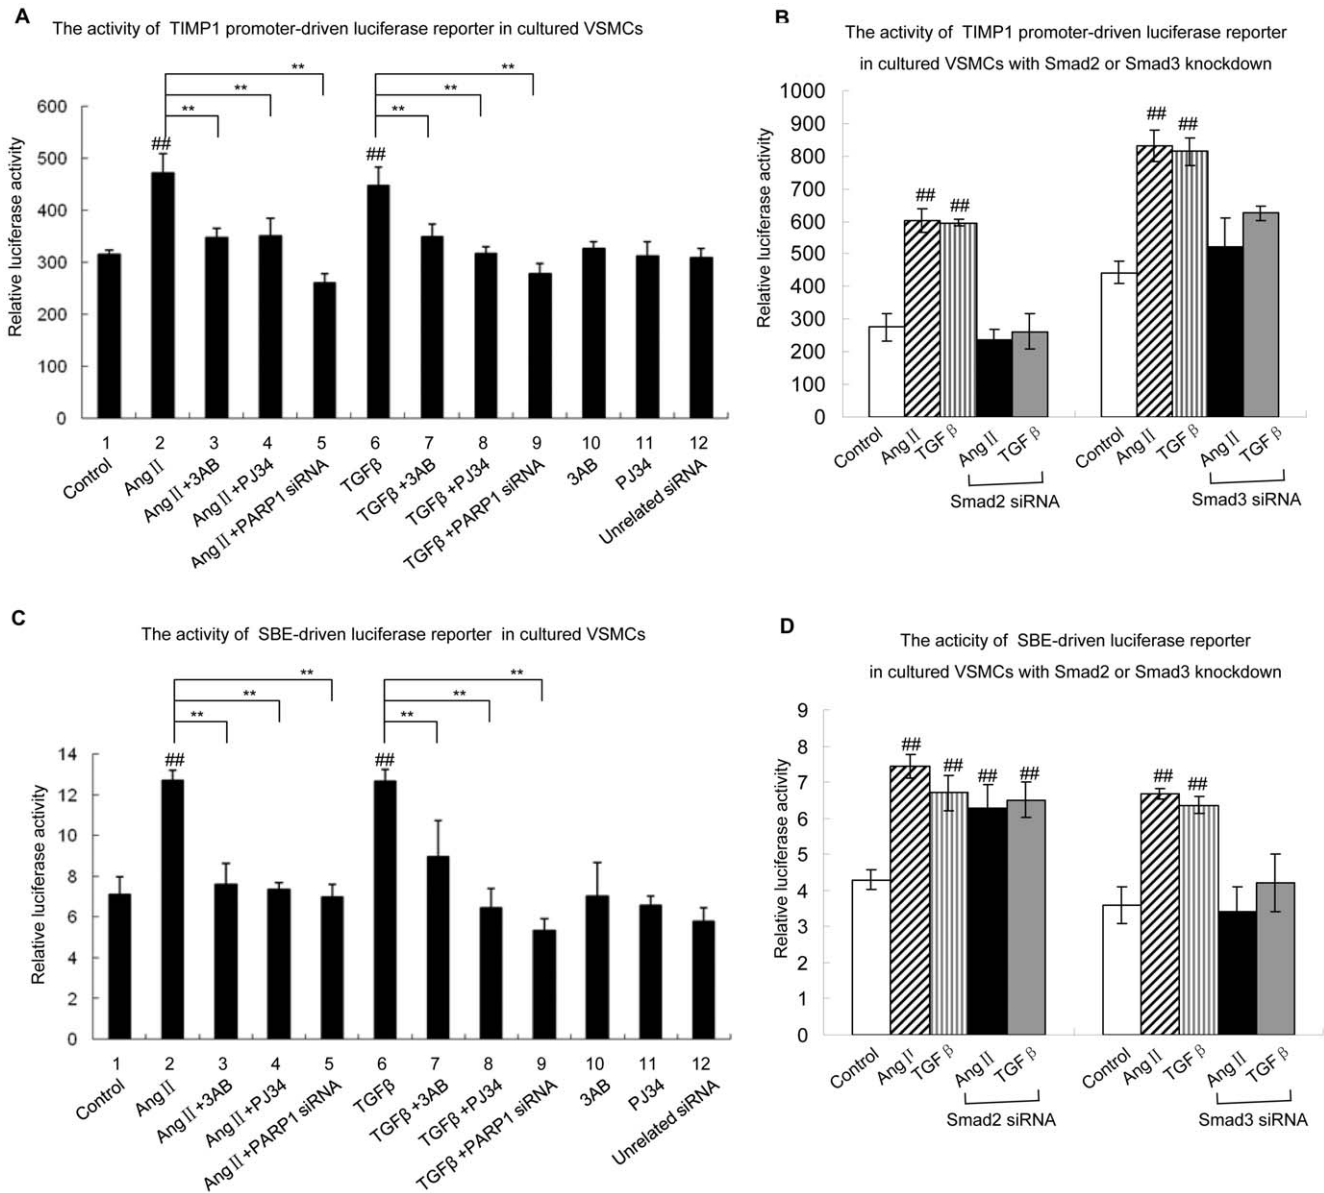 A
The activity of TIMP1 promoter-driven luciferase reporter in cultured VSMCs
**
**
**
**
**
**
##
##
Relative luciferase activity
600
500
400
300
200
100
0
1 2 3 4 5 6 7 8 9 10 11 12
Control
Ang II
Ang II +3AB
Ang II +PJ34
Ang II +PARP1 siRNA
TGFβ
TGFβ +3AB
TGFβ +PJ34
TGFβ +PARP1 siRNA
3AB
PJ34
Unrelated siRNA
B
The activity of TIMP1 promoter-driven luciferase reporter
in cultured VSMCs with Smad2 or Smad3 knockdown
Relative luciferase activity
1000
900
800
700
600
500
400
300
200
100
0
##
##
##
##
Control
Ang II
TGF β
Ang II
TGF β
Smad2 siRNA
Control
Ang II
TGF β
Ang II
TGF β
Smad3 siRNA
C
The activity of SBE-driven luciferase reporter in cultured VSMCs
**
**
**
**
**
**
##
##
Relative luciferase activity
14
12
10
8
6
4
2
0
1 2 3 4 5 6 7 8 9 10 11 12
Control
Ang II
Ang II +3AB
Ang II +PJ34
Ang II +PARP1 siRNA
TGFβ
TGFβ +3AB
TGFβ +PJ34
TGFβ +PARP1 siRNA
3AB
PJ34
Unrelated siRNA
D
The acticity of SBE-driven luciferase reporter
in cultured VSMCs with Smad2 or Smad3 knockdown
Relative luciferase activity
9
8
7
6
5
4
3
2
1
0
##
##
##
##
##
##
Control
Ang II
TGF β
Ang II
TGF β
Smad2 siRNA
Control
Ang II
TGF β
Ang II
TGF β
Smad3 siRNA